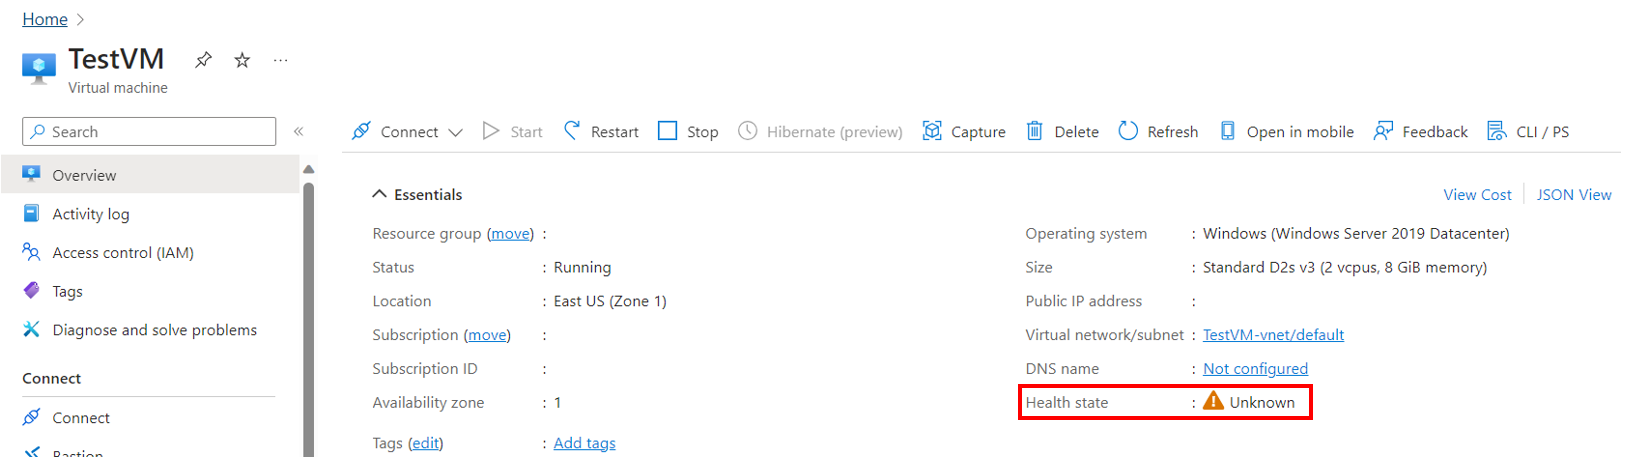 Home >
TestVM ...
Virtual machine
Search «
Connect Start Restart Stop Hibernate (preview) Capture Delete Refresh Open in mobile Feedback CLI / PS
Overview
Activity log
Access control (IAM)
Tags
Diagnose and solve problems
Connect
Connect
Bastion
Essentials
View Cost JSON View
Resource group (move) :
Status : Running
Location : East US (Zone 1)
Subscription (move) :
Subscription ID :
Availability zone : 1
Tags (edit) : Add tags
Operating system : Windows (Windows Server 2019 Datacenter)
Size : Standard D2s v3 (2 vcpus, 8 GiB memory)
Public IP address :
Virtual network/subnet : TestVM-vnet/default
DNS name : Not configured
Health state : Unknown